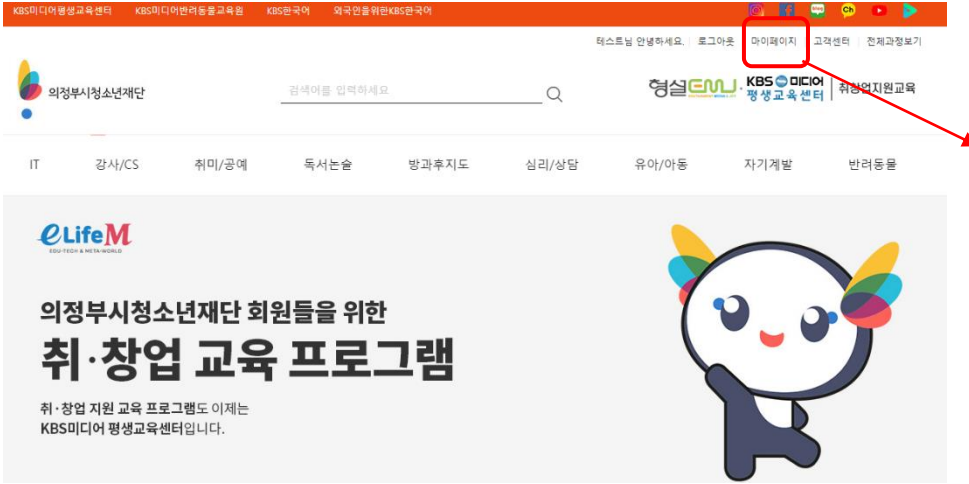 KBS미디어평생교육센터 KBS미디어반려동물교육원 KBS한국어 외국인을위한KBS한국어 blog Ch
테스트님 안녕하세요. 로그아웃 마이페이지 고객센터 전체과정보기
의정부시청소년재단 검색어를 입력하세요 형설EMJ KBS 미디어 평생교육센터 취창업지원교육
IT 강사/CS 취미/공예 독서논술 방과후지도 심리/상담 유아/아동 자기계발 반려동물
eLifeM
EDU-TECH & META-WORLD
의정부시청소년재단 회원들을 위한
취·창업 교육 프로그램
취·창업 지원 교육 프로그램도 이제는
KBS미디어 평생교육센터입니다.